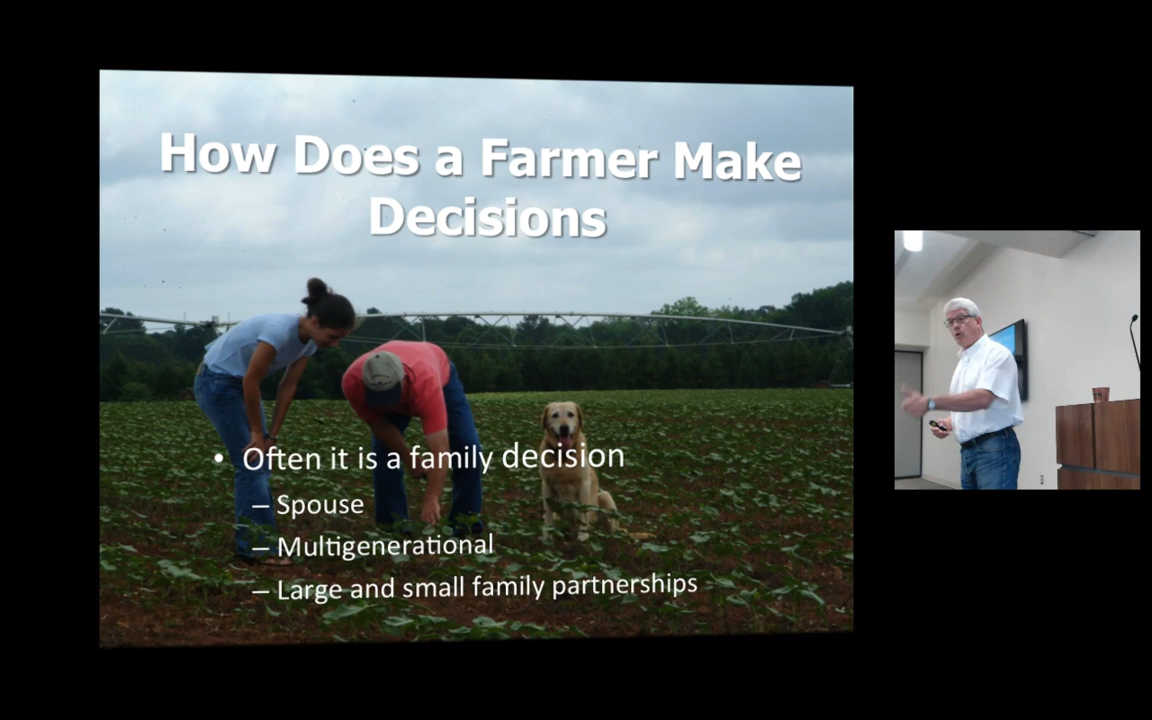 How Does a Farmer Make
Decisions
• Often it is a family decision
– Spouse
– Multigenerational
– Large and small family partnerships